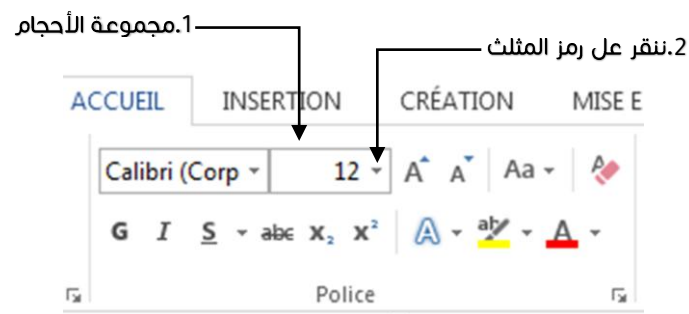 1.مجموعة الأحجام
2.ننقر عل رمز المثلث
ACCUEIL INSERTION CRÉATION MISE E
Calibri (Corp 12 A A Aa A
G I S abc X₂ X² A ab A
Police